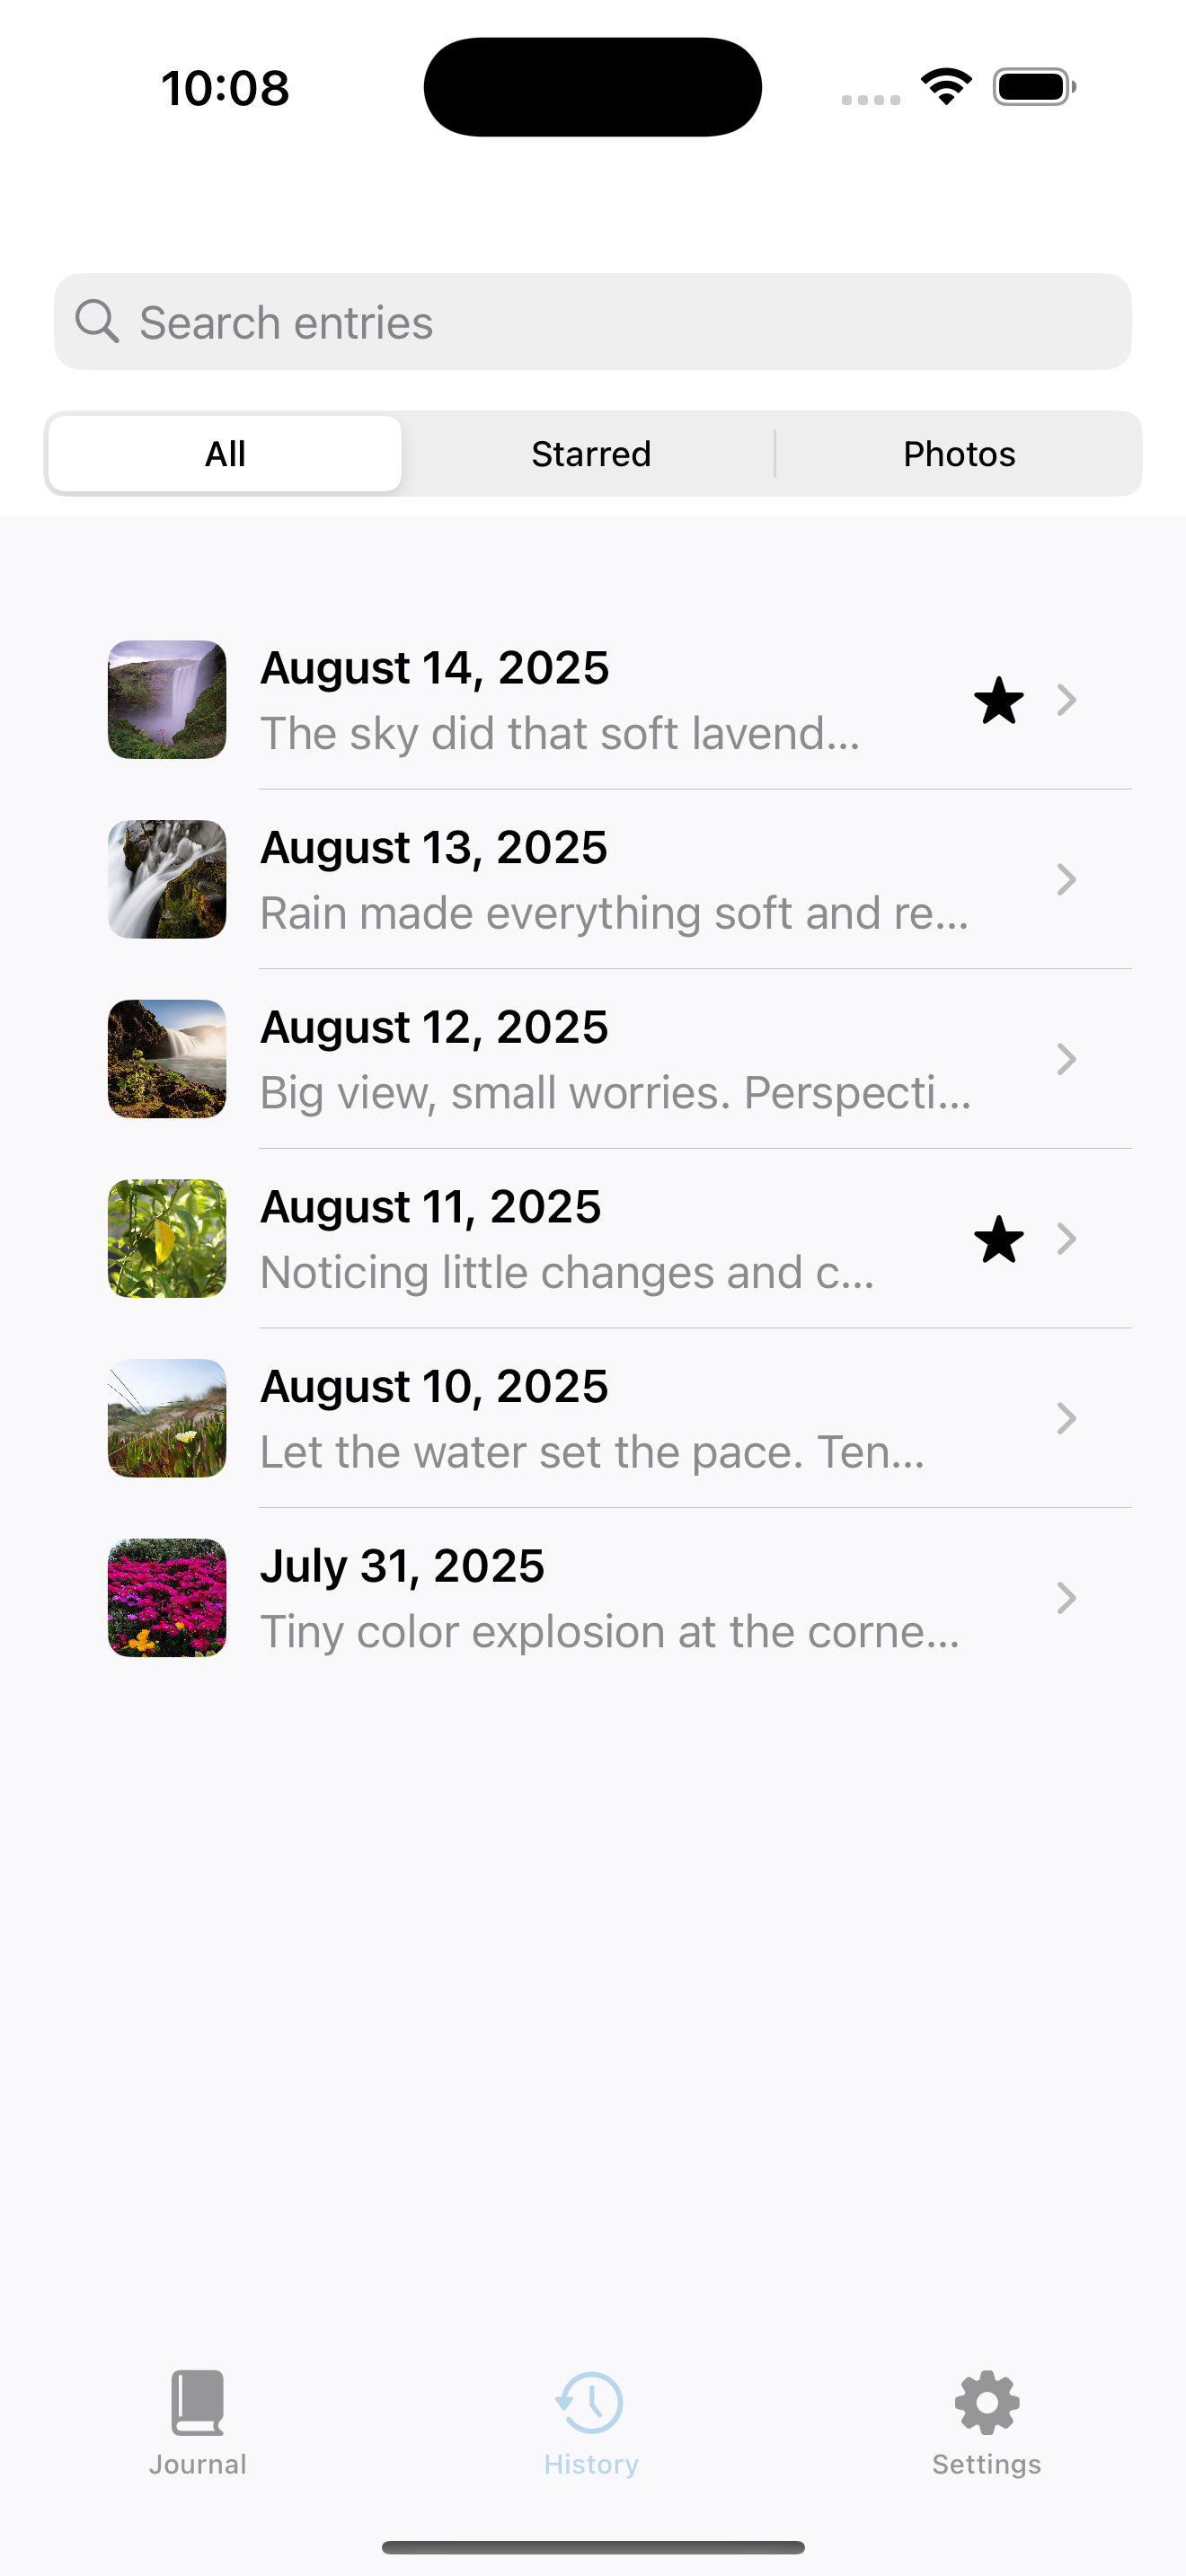 10:08
Search entries
All Starred Photos
August 14, 2025
The sky did that soft lavend...
August 13, 2025
Rain made everything soft and re...
August 12, 2025
Big view, small worries. Perspecti...
August 11, 2025
Noticing little changes and c...
August 10, 2025
Let the water set the pace. Ten...
July 31, 2025
Tiny color explosion at the corne...
Journal History Settings